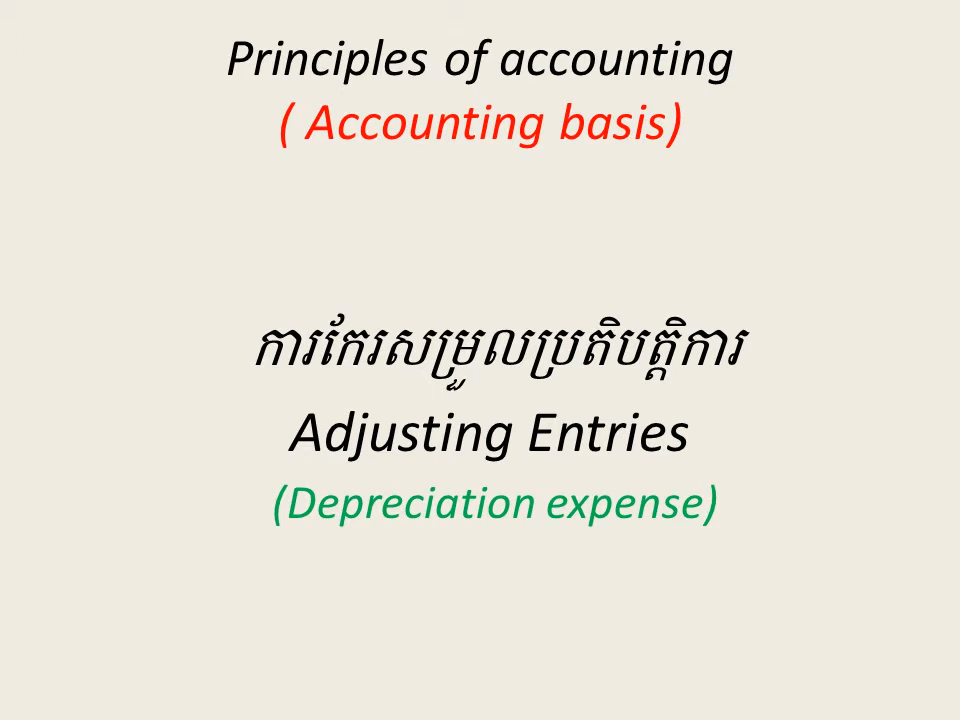 Principles of accounting
( Accounting basis)
ការកែរសម្រួលប្រតិបត្តិការ
Adjusting Entries
(Depreciation expense)